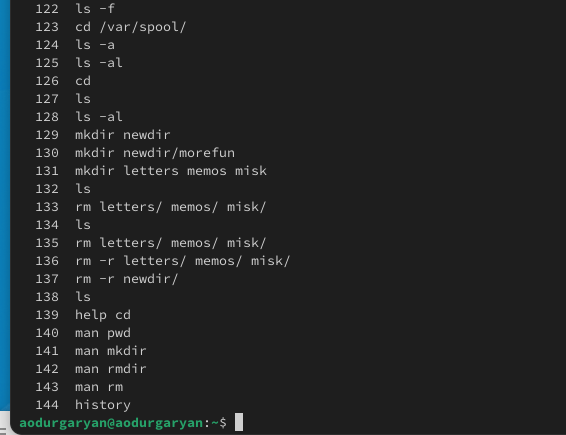 122 ls -f
123 cd /var/spool/
124 ls -a
125 ls -al
126 cd
127 ls
128 ls -al
129 mkdir newdir
130 mkdir newdir/morefun
131 mkdir letters memos misk
132 ls
133 rm letters/ memos/ misk/
134 ls
135 rm letters/ memos/ misk/
136 rm -r letters/ memos/ misk/
137 rm -r newdir/
138 ls
139 help cd
140 man pwd
141 man mkdir
142 man rmdir
143 man rm
144 history
aodurgaryan@aodurgaryan:~$